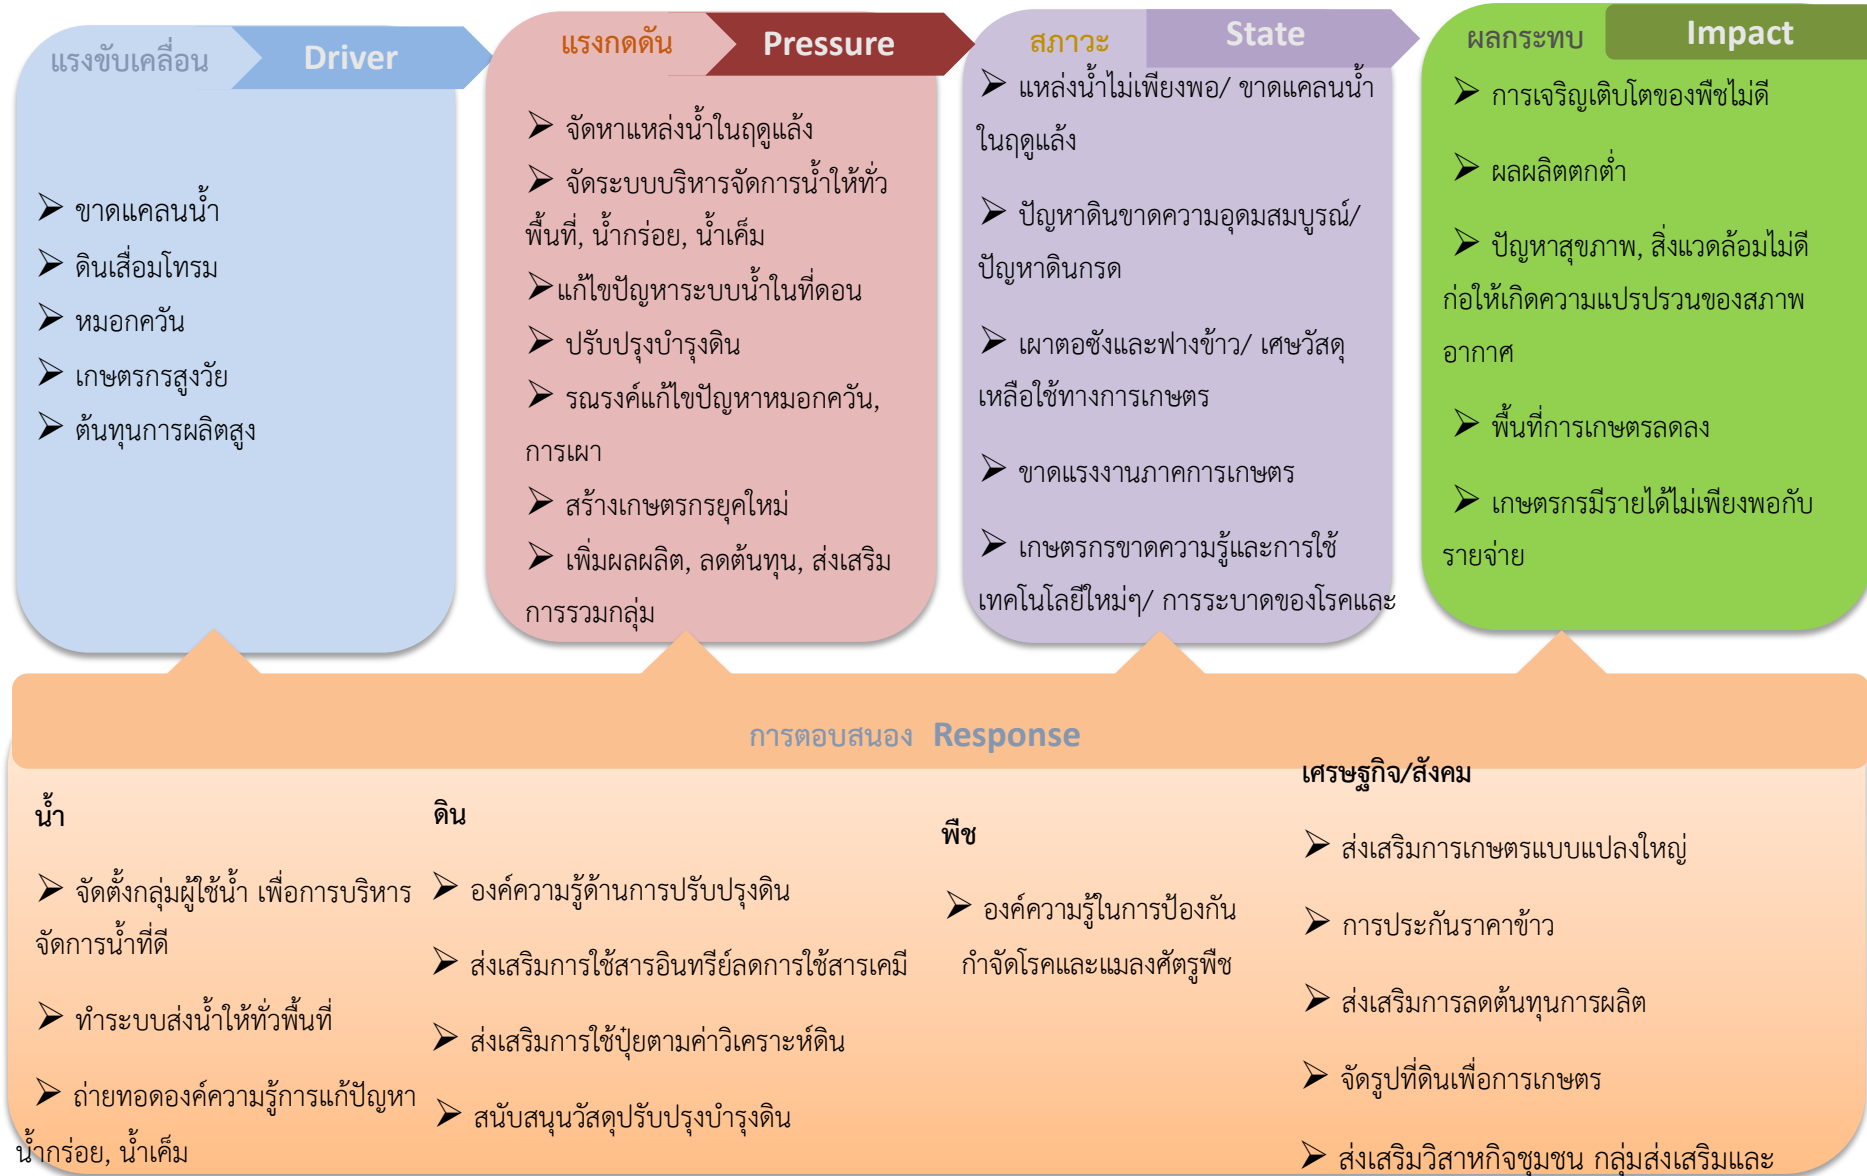 แรงขับเคลื่อน Driver
➢ ขาดแคลนน้ำ
➢ ดินเสื่อมโทรม
➢ หมอกควัน
➢ เกษตรกรสูงวัย
➢ ต้นทุนการผลิตสูง
แรงกดดัน Pressure
➢ จัดหาแหล่งน้ำในฤดูแล้ง
➢ จัดระบบบริหารจัดการน้ำให้ทั่ว
พื้นที่, น้ำกร่อย, น้ำเค็ม
➢แก้ไขปัญหาระบบน้ำในที่ดอน
➢ ปรับปรุงบำรุงดิน
➢ รณรงค์แก้ไขปัญหาหมอกควัน,
การเผา
➢ สร้างเกษตรกรยุคใหม่
➢ เพิ่มผลผลิต, ลดต้นทุน, ส่งเสริม
การรวมกลุ่ม
สภาวะ State
➢ แหล่งน้ำไม่เพียงพอ/ ขาดแคลนน้ำ
ในฤดูแล้ง
➢ ปัญหาดินขาดความอุดมสมบูรณ์/
ปัญหาดินกรด
➢ เผาตอซังและฟางข้าว/ เศษวัสดุ
เหลือใช้ทางการเกษตร
➢ ขาดแรงงานภาคการเกษตร
➢ เกษตรกรขาดความรู้และการใช้
เทคโนโลยีใหม่ๆ/ การระบาดของโรคและ
ผลกระทบ Impact
➢ การเจริญเติบโตของพืชไม่ดี
➢ ผลผลิตตกต่ำ
➢ ปัญหาสุขภาพ, สิ่งแวดล้อมไม่ดี
ก่อให้เกิดความแปรปรวนของสภาพ
อากาศ
➢ พื้นที่การเกษตรลดลง
➢ เกษตรกรมีรายได้ไม่เพียงพอกับ
รายจ่าย
การตอบสนอง Response
น้ำ
➢ จัดตั้งกลุ่มผู้ใช้น้ำ เพื่อการบริหาร
จัดการน้ำที่ดี
➢ ทำระบบส่งน้ำให้ทั่วพื้นที่
➢ ถ่ายทอดองค์ความรู้การแก้ปัญหา
น้ำกร่อย, น้ำเค็ม
ดิน
➢ องค์ความรู้ด้านการปรับปรุงดิน
➢ ส่งเสริมการใช้สารอินทรีย์ลดการใช้สารเคมี
➢ ส่งเสริมการใช้ปุ๋ยตามค่าวิเคราะห์ดิน
➢ สนับสนุนวัสดุปรับปรุงบำรุงดิน
พืช
➢ องค์ความรู้ในการป้องกัน
กำจัดโรคและแมลงศัตรูพืช
เศรษฐกิจ/สังคม
➢ ส่งเสริมการเกษตรแบบแปลงใหญ่
➢ การประกันราคาข้าว
➢ ส่งเสริมการลดต้นทุนการผลิต
➢ จัดรูปที่ดินเพื่อการเกษตร
➢ ส่งเสริมวิสาหกิจชุมชน กลุ่มส่งเสริมและ